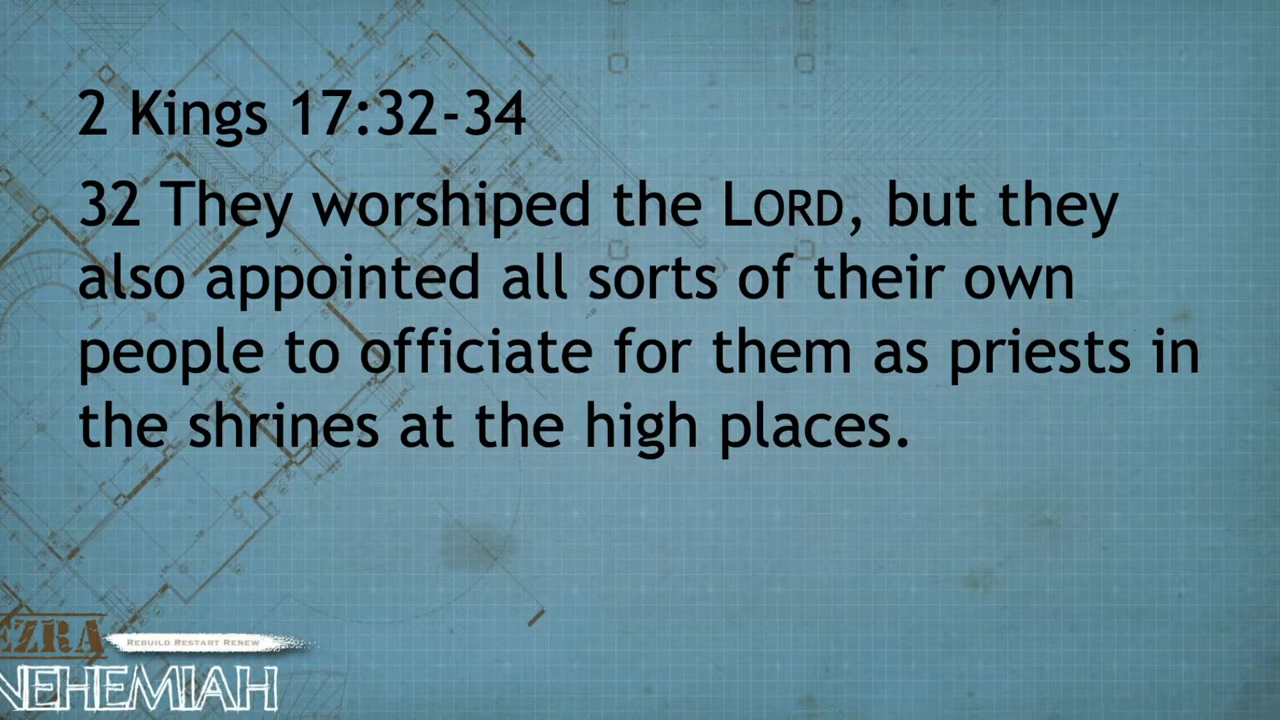 2 Kings 17:32-34
32 They worshiped the LORD, but they
also appointed all sorts of their own
people to officiate for them as priests in
the shrines at the high places.
EZRA
REBUILD RESTART RENEW
NEHEMIAH